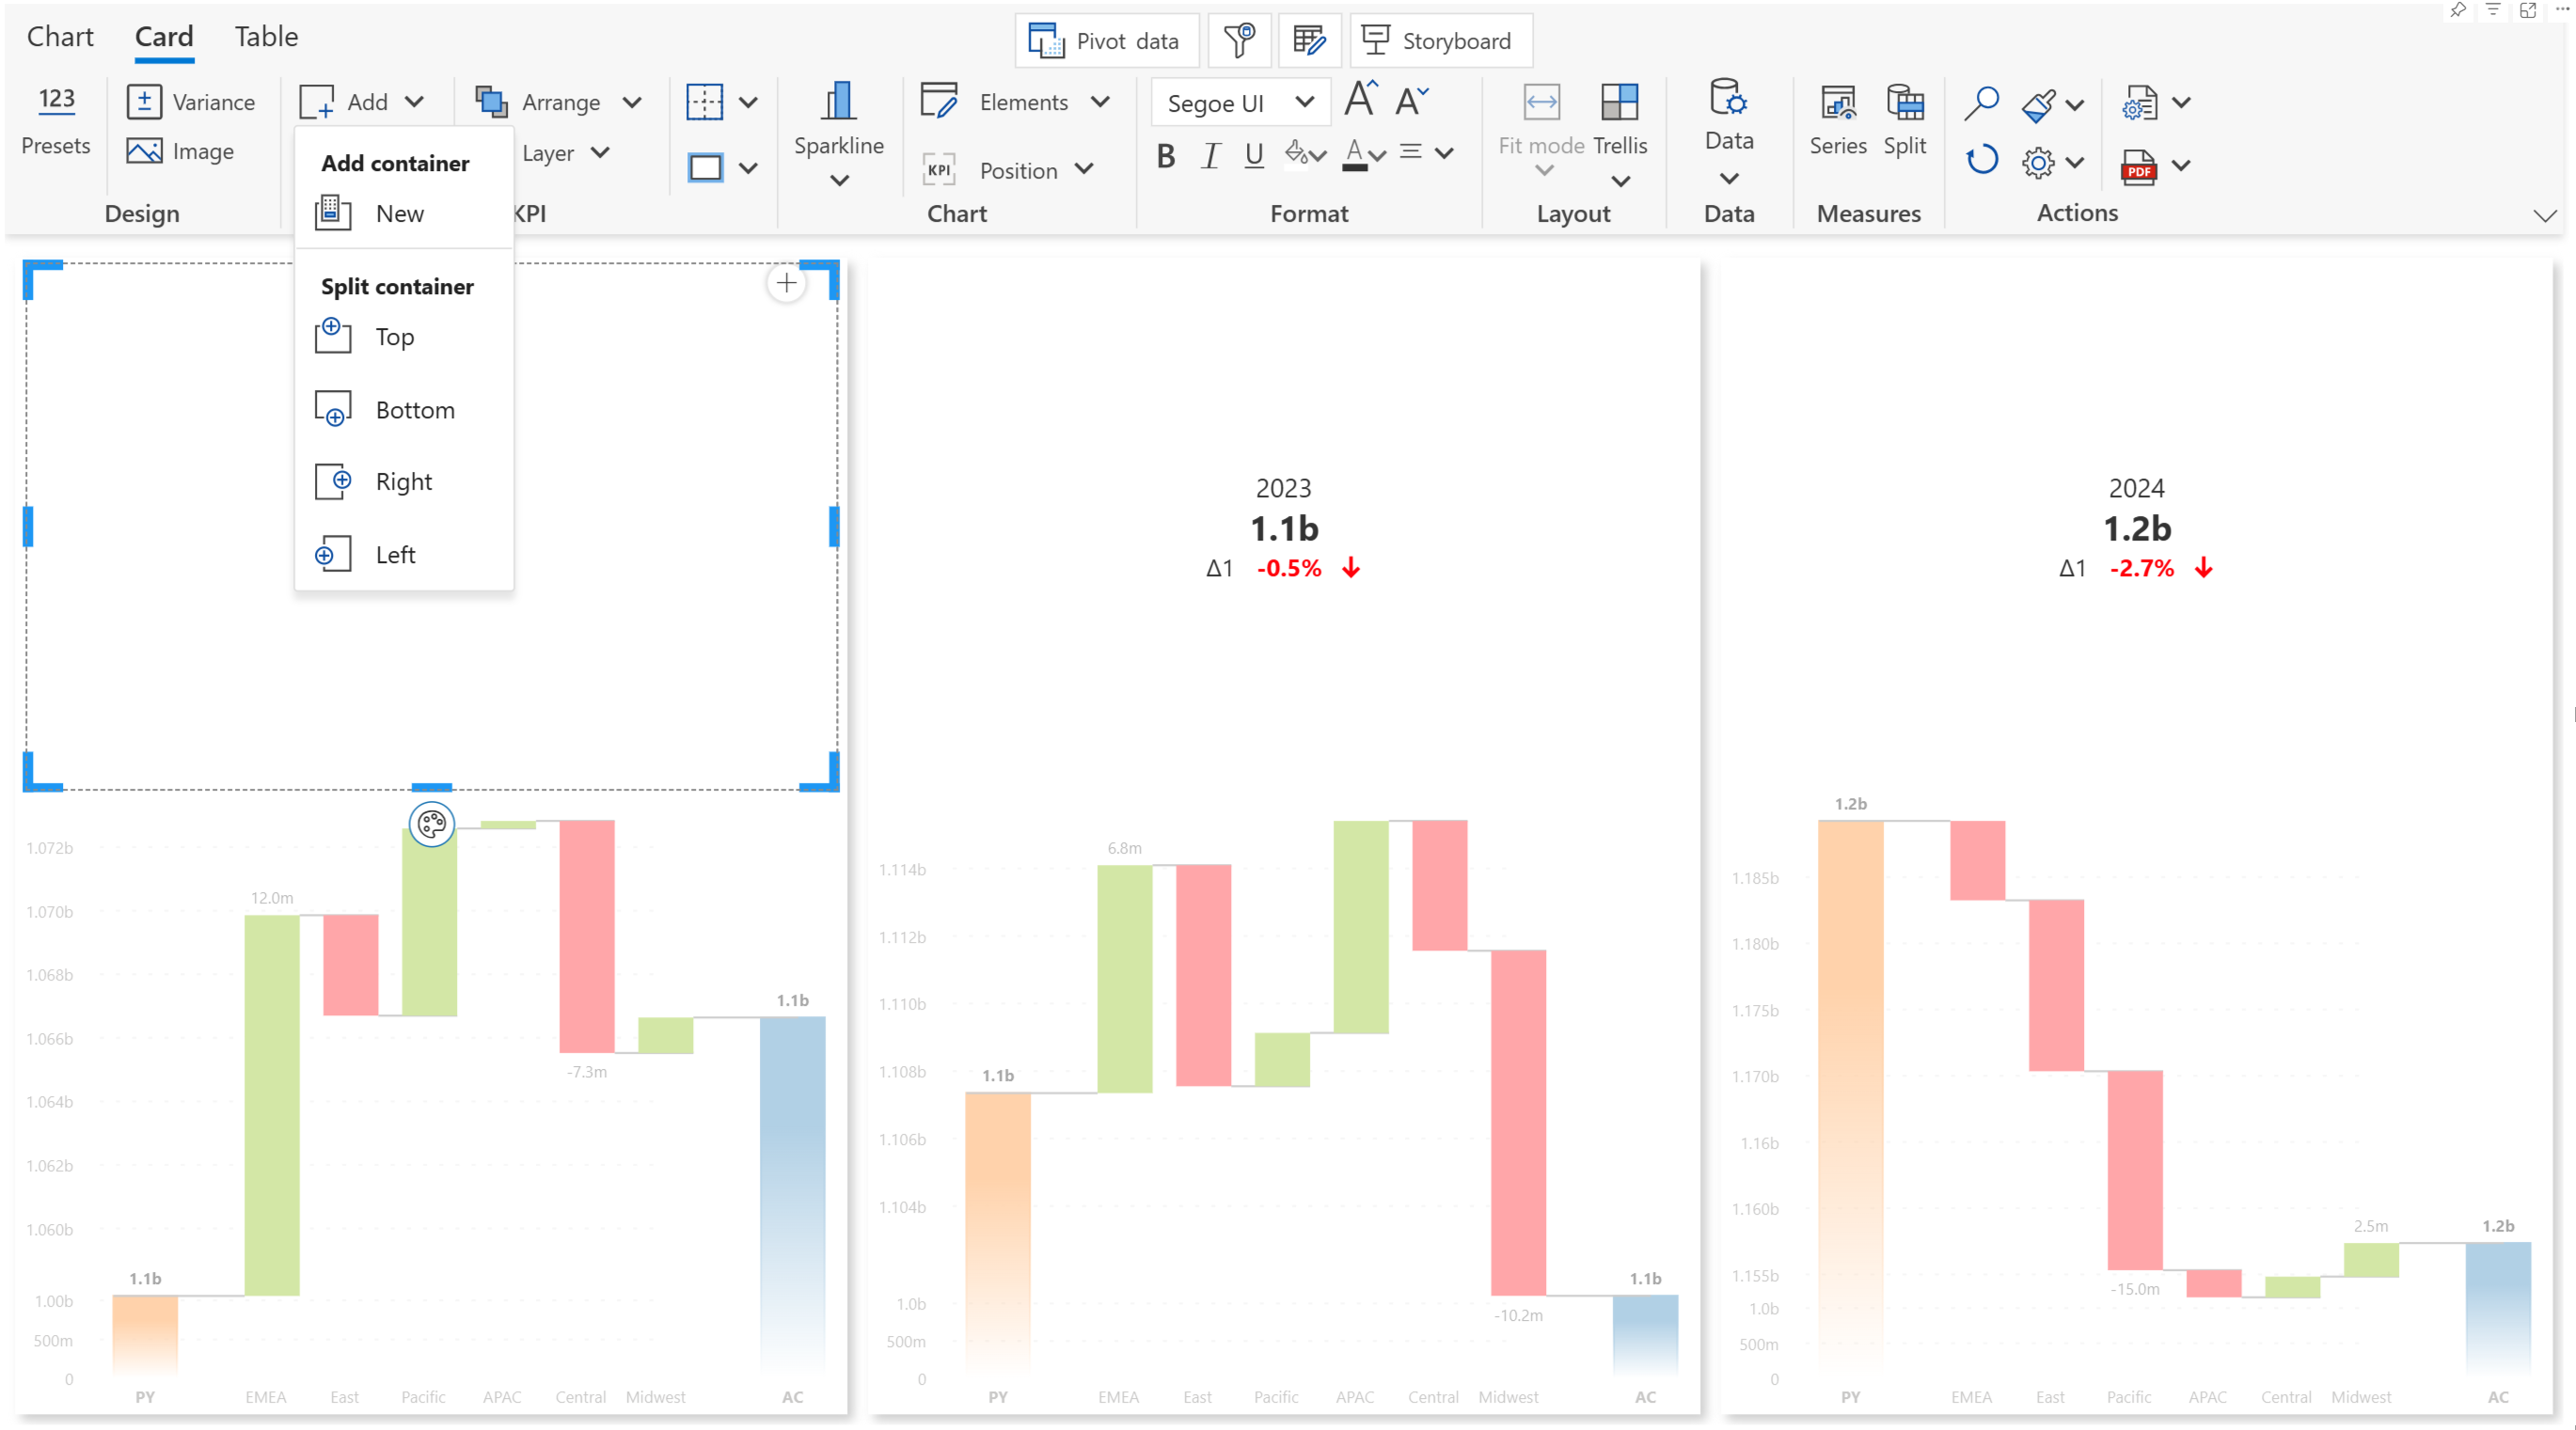 Chart Card Table
Pivot data Storyboard
123 Presets
Variance
Image
Design
Add
Arrange
Layer
KPI
Sparkline
Elements
KPI Position
Chart
Segoe UI A A
B I U A
Format
Fit mode Trellis
Layout
Data
Data
Series Split
Measures
PDF
Actions
Add container
New
Split container
Top
Bottom
Right
Left
2023
1.1b
Δ1 -0.5%
2024
1.2b
Δ1 -2.7%
1.072b
1.070b
1.068b
1.066b
1.064b
1.062b
1.060b
1.00b
500m
0
12.0m
-7.3m
1.1b
1.1b
PY EMEA East Pacific APAC Central Midwest AC
1.114b
1.112b
1.110b
1.108b
1.106b
1.104b
1.0b
500m
0
6.8m
1.1b
-10.2m
1.1b
PY EMEA East Pacific APAC Central Midwest AC
1.2b
1.185b
1.180b
1.175b
1.170b
1.16b
1.160b
1.155b
1.0b
500m
0
-15.0m
2.5m
1.2b
PY EMEA East Pacific APAC Central Midwest AC